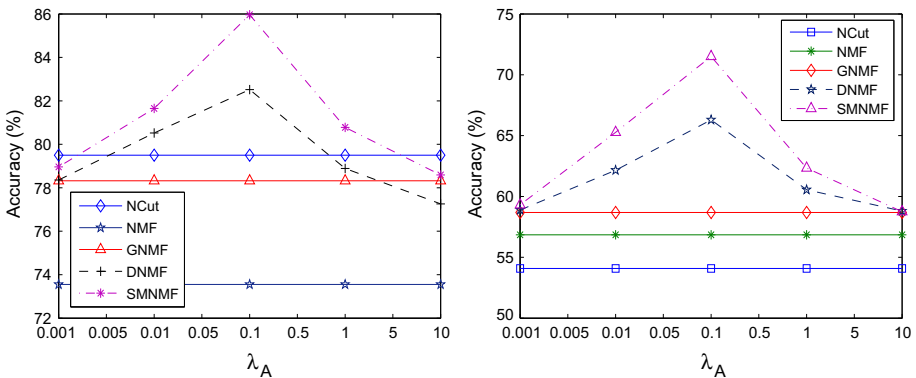 86
84
82
80
78
76
74
72
Accuracy (%)
NCut
NMF
GNMF
DNMF
SMNMF
0.001 0.005 0.01 0.05 0.1 0.5 1 5 10
λ_A
75
70
65
60
55
50
Accuracy (%)
NCut
NMF
GNMF
DNMF
SMNMF
0.001 0.005 0.01 0.05 0.1 0.5 1 5 10
λ_A